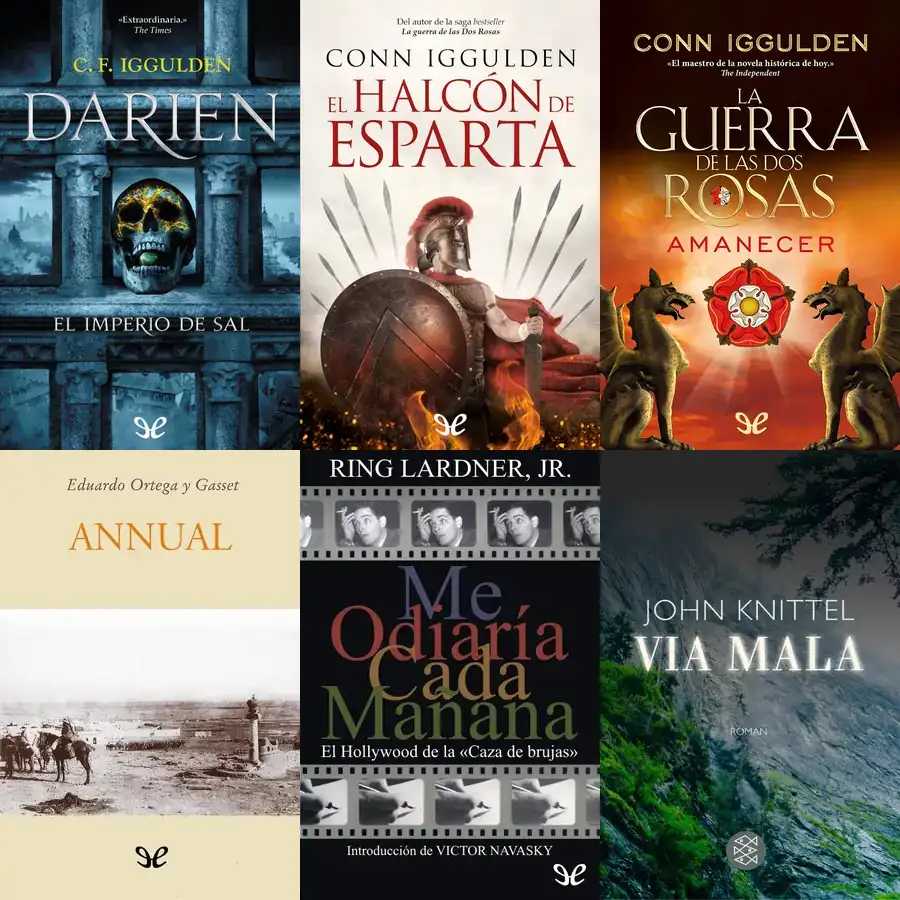 «Extraordinaria.»
The Times
C. F. IGGULDEN
DARIEN
EL IMPERIO DE SAL
Del autor de la saga bestseller
La guerra de las Dos Rosas
CONN IGGULDEN
EL HALCÓN DE
ESPARTA
CONN IGGULDEN
«El maestro de la novela histórica de hoy.»
The Independent
LA
GUERRA
DE LAS DOS
ROSAS
AMANECER
Eduardo Ortega y Gasset
ANNUAL
RING LARDNER, JR.
Me
Odiaría
Cada
Mañana
El Hollywood de la «Caza de brujas»
Introducción de VICTOR NAVASKY
JOHN KNITTEL
VIA MALA
ROMAN